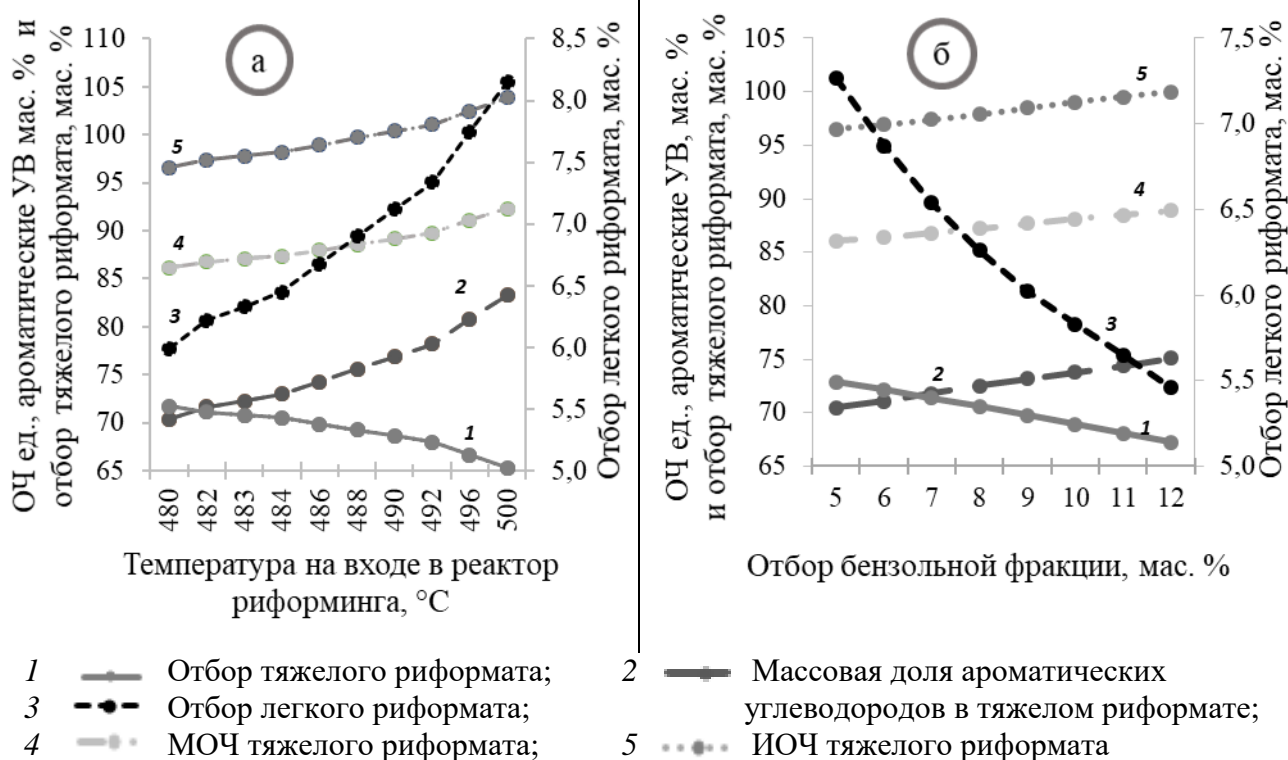 ОЧ ед., ароматические УВ мас. % и
отбор тяжелого риформата, мас. %
110
105
100
95
90
85
80
75
70
65
а
5
4
3
2
1
8,5
8,0
7,5
7,0
6,5
6,0
5,5
5,0
Отбор легкого риформата, мас. %
480 482 483 484 486 488 490 492 496 500
Температура на входе в реактор
риформинга, °С
ОЧ ед., ароматические УВ, мас. %
и отбор тяжелого риформата, мас. %
105
100
95
90
85
80
75
70
65
б
5
4
3
2
1
7,5
7,0
6,5
6,0
5,5
5,0
Отбор легкого риформата, мас. %
5 6 7 8 9 10 11 12
Отбор бензольной фракции, мас. %
1 Отбор тяжелого риформата;
3 Отбор легкого риформата;
4 МОЧ тяжелого риформата;
2 Массовая доля ароматических
углеводородов в тяжелом риформате;
5 ИОЧ тяжелого риформата